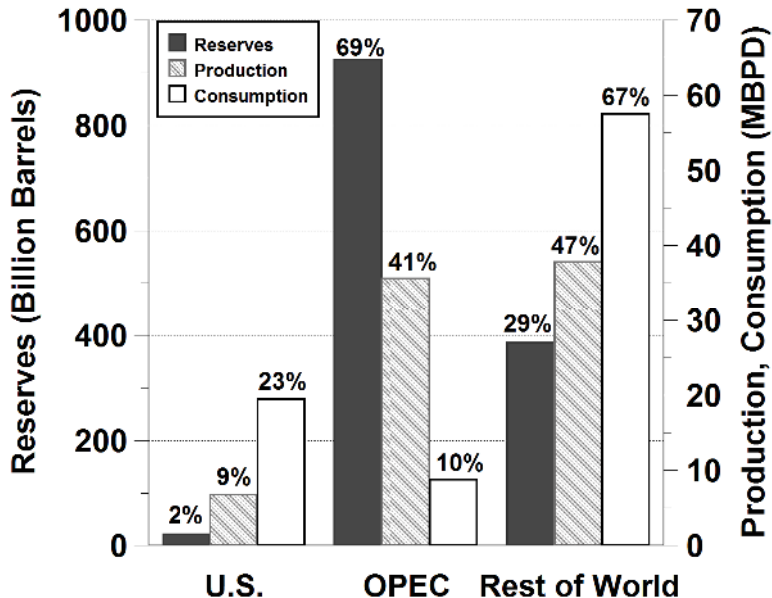 Reserves (Billion Barrels)
1000
800
600
400
200
0
Reserves
Production
Consumption
2%
9%
23%
69%
41%
10%
29%
47%
67%
U.S.
OPEC
Rest of World
70
60
50
40
30
20
10
0
Production, Consumption (MBPD)